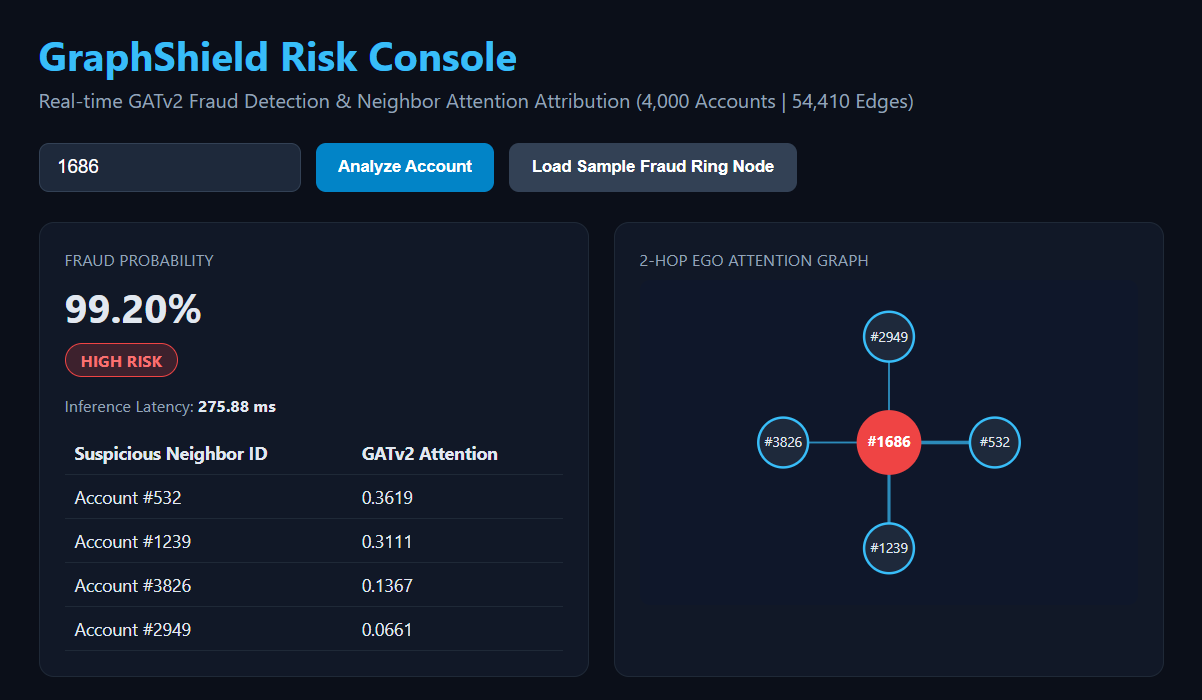 GraphShield Risk Console
Real-time GATv2 Fraud Detection & Neighbor Attention Attribution (4,000 Accounts | 54,410 Edges)
1686
Analyze Account
Load Sample Fraud Ring Node
FRAUD PROBABILITY
99.20%
HIGH RISK
Inference Latency: 275.88 ms
Suspicious Neighbor ID GATv2 Attention
Account #532 0.3619
Account #1239 0.3111
Account #3826 0.1367
Account #2949 0.0661
2-HOP EGO ATTENTION GRAPH
#2949
#3826 #1686 #532
#1239